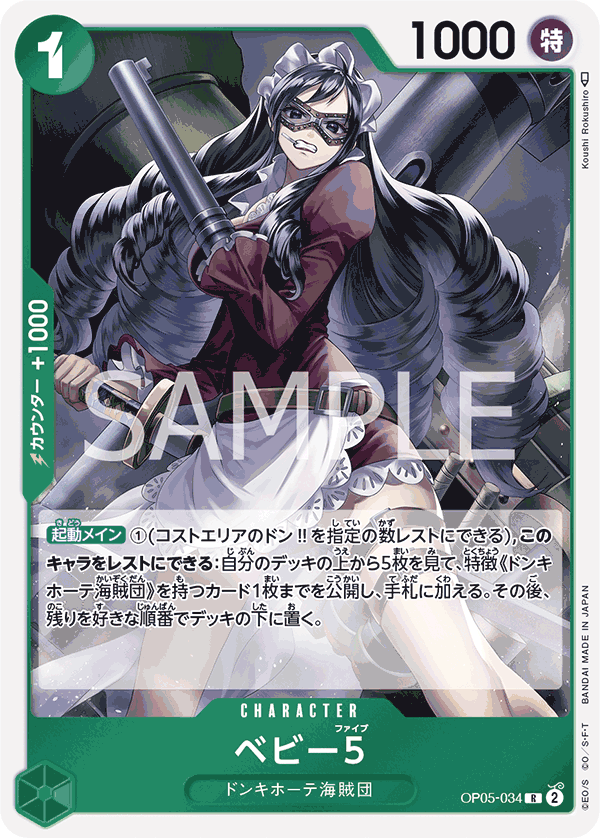 1
1000 特
Koushi Rokushiro
カウンター +1000
SAMPLE
起動メイン ①(コストエリアのドン!!を指定の数レストにできる),この
キャラをレストにできる:自分のデッキの上から5枚を見て、特徴《ドンキ
ホーテ海賊団》を持つカード1枚までを公開し、手札に加える。その後、
残りを好きな順番でデッキの下に置く。
CHARACTER
ファイブ
ベビー5
ドンキホーテ海賊団
OP05-034 R 2
©E.O/S ©O/S・F・T BANDAI MADE IN JAPAN